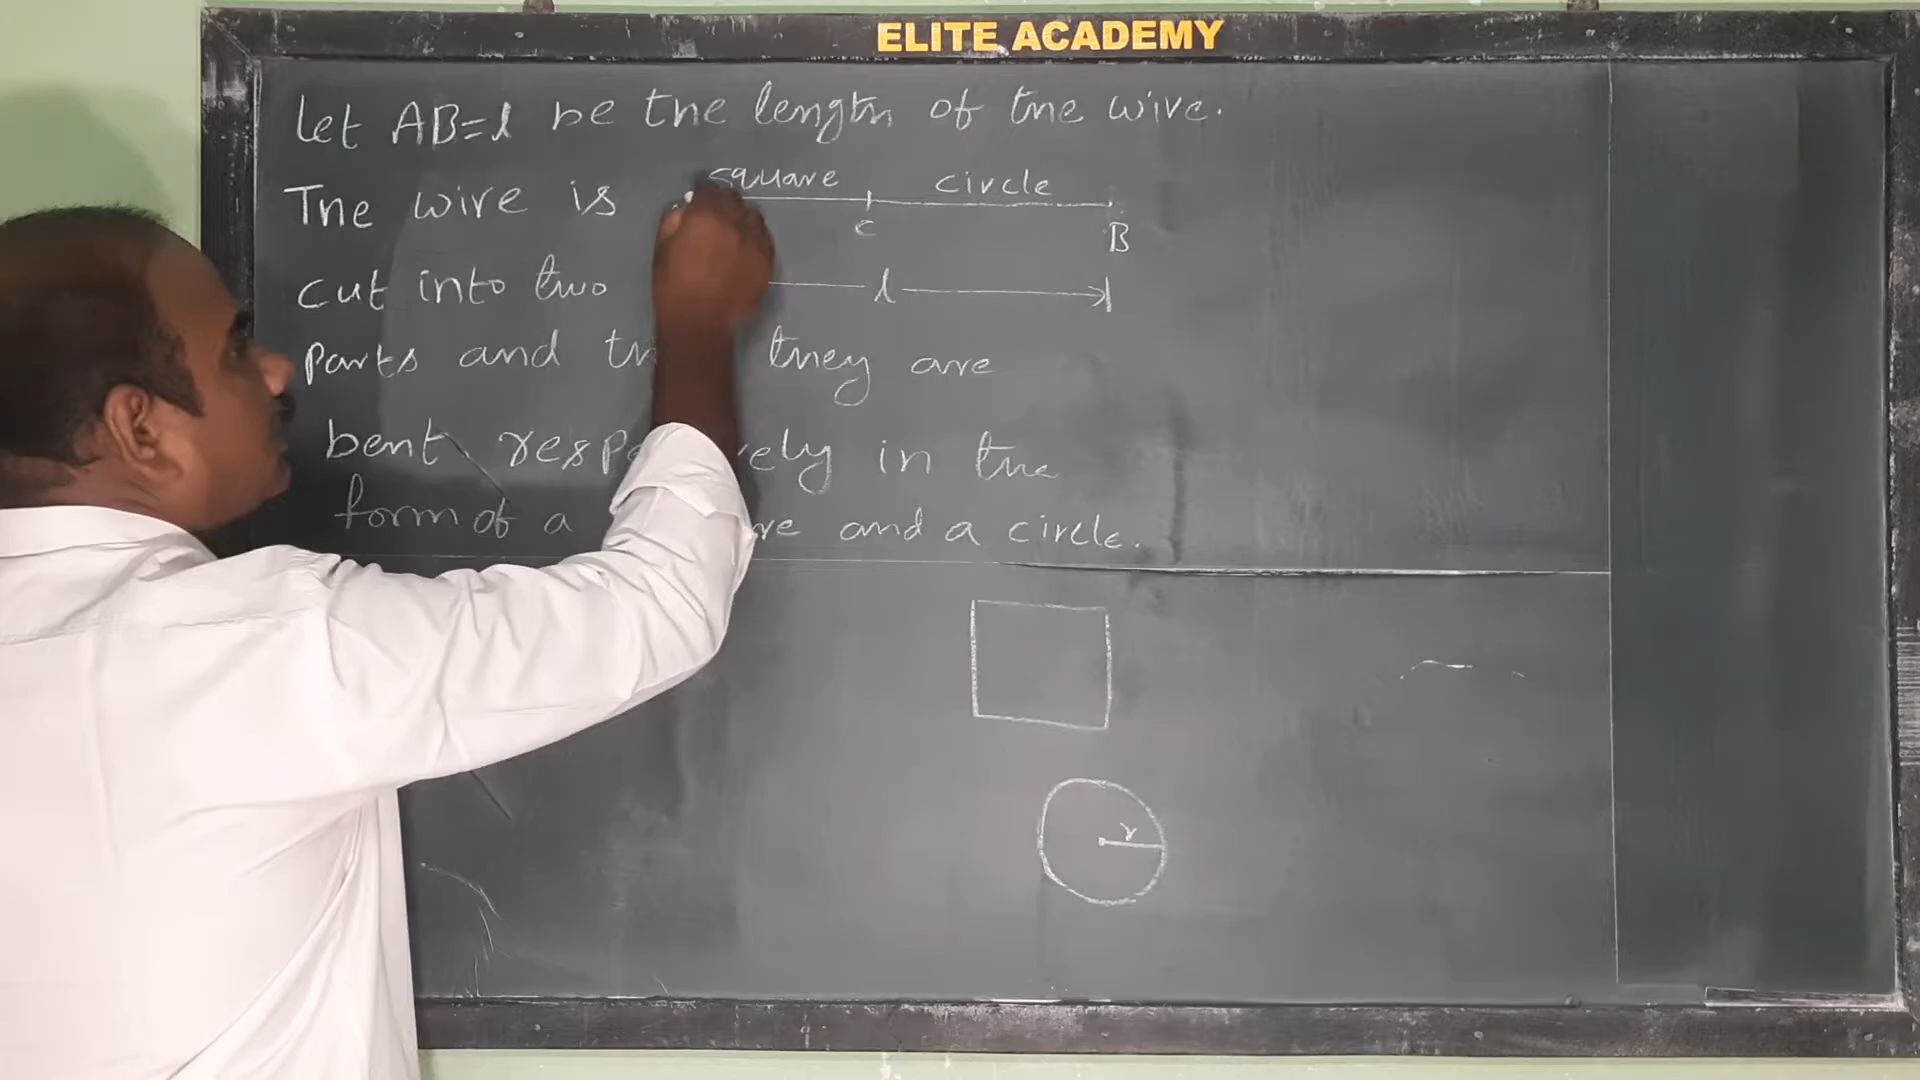 ELITE ACADEMY
Let AB=l be the length of the wire.
square circle
The wire is
C
B
cut into two
l
parts and they are
bent in the
form of a and a circle.
r